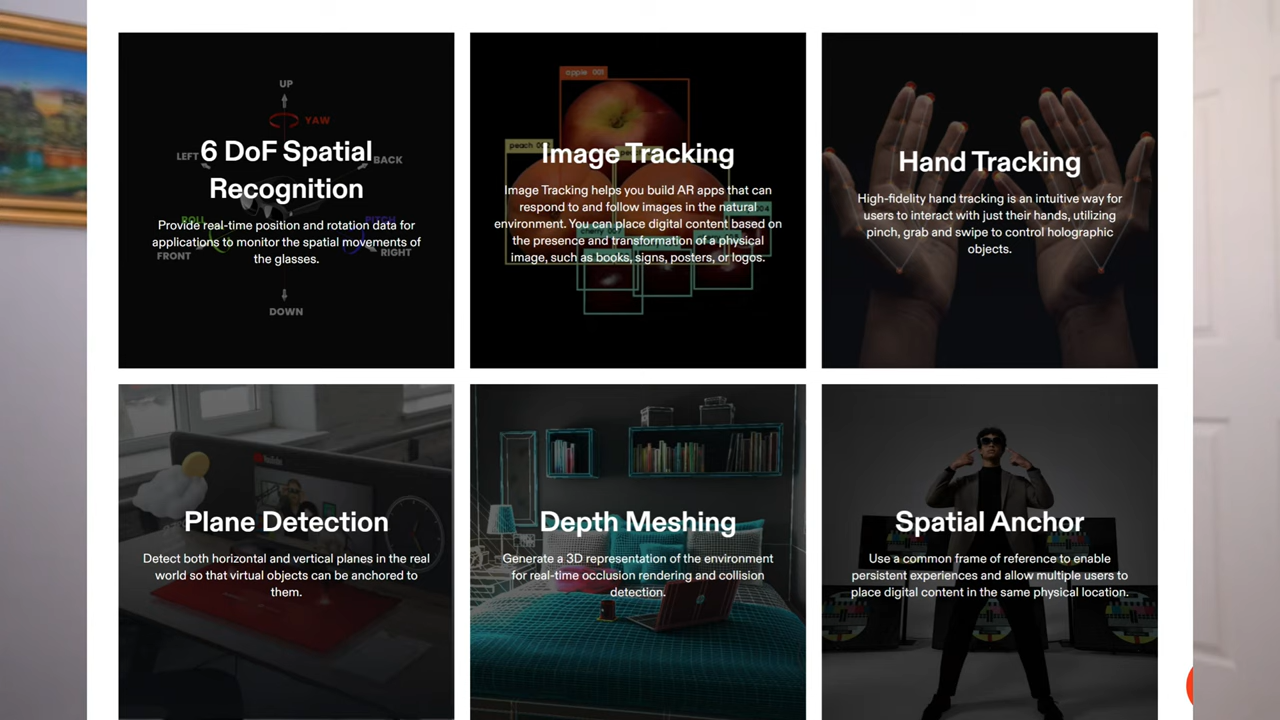 UP
YAW
LEFT
BACK
6 DoF Spatial
Recognition
ROLL
PITCH
Provide real-time position and rotation data for
applications to monitor the spatial movements of
the glasses.
FRONT
RIGHT
DOWN
apple 001
peach
Image Tracking
Image Tracking helps you build AR apps that can
respond to and follow images in the natural
environment. You can place digital content based on
the presence and transformation of a physical
image, such as books, signs, posters, or logos.
Hand Tracking
High-fidelity hand tracking is an intuitive way for
users to interact with just their hands, utilizing
pinch, grab and swipe to control holographic
objects.
Plane Detection
Detect both horizontal and vertical planes in the real
world so that virtual objects can be anchored to
them.
Depth Meshing
Generate a 3D representation of the environment
for real-time occlusion rendering and collision
detection.
Spatial Anchor
Use a common frame of reference to enable
persistent experiences and allow multiple users to
place digital content in the same physical location.